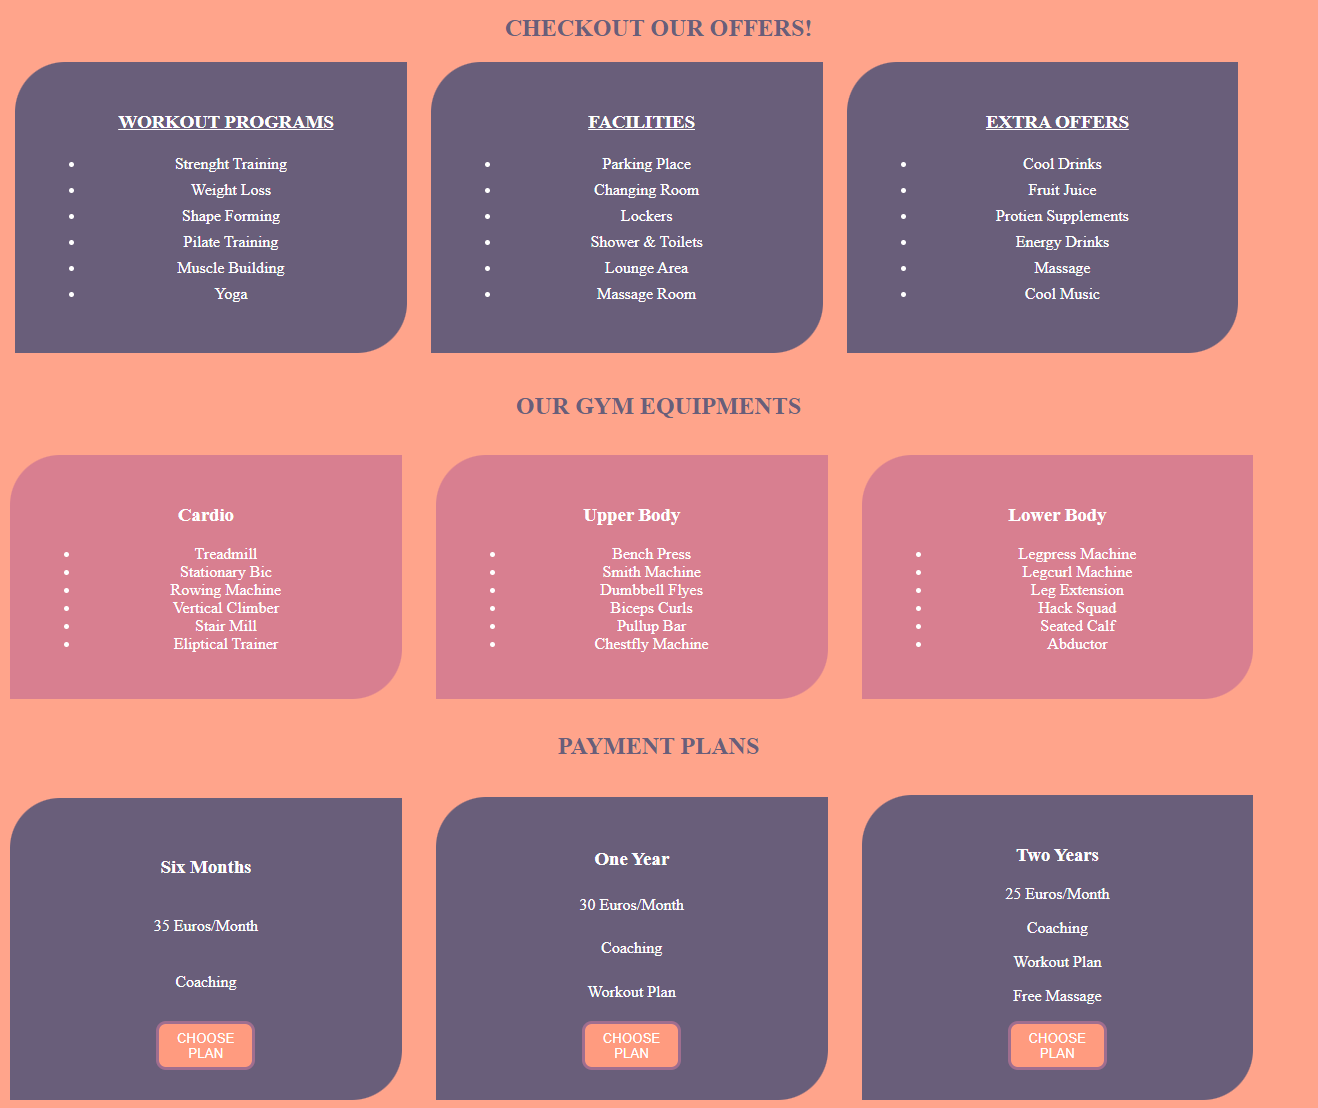 CHECKOUT OUR OFFERS!
WORKOUT PROGRAMS
Strenght Training
Weight Loss
Shape Forming
Pilate Training
Muscle Building
Yoga
FACILITIES
Parking Place
Changing Room
Lockers
Shower & Toilets
Lounge Area
Massage Room
EXTRA OFFERS
Cool Drinks
Fruit Juice
Protien Supplements
Energy Drinks
Massage
Cool Music
OUR GYM EQUIPMENTS
Cardio
Treadmill
Stationary Bic
Rowing Machine
Vertical Climber
Stair Mill
Eliptical Trainer
Upper Body
Bench Press
Smith Machine
Dumbbell Flyes
Biceps Curls
Pullup Bar
Chestfly Machine
Lower Body
Legpress Machine
Legcurl Machine
Leg Extension
Hack Squad
Seated Calf
Abductor
PAYMENT PLANS
Six Months
35 Euros/Month
Coaching
CHOOSE
PLAN
One Year
30 Euros/Month
Coaching
Workout Plan
CHOOSE
PLAN
Two Years
25 Euros/Month
Coaching
Workout Plan
Free Massage
CHOOSE
PLAN